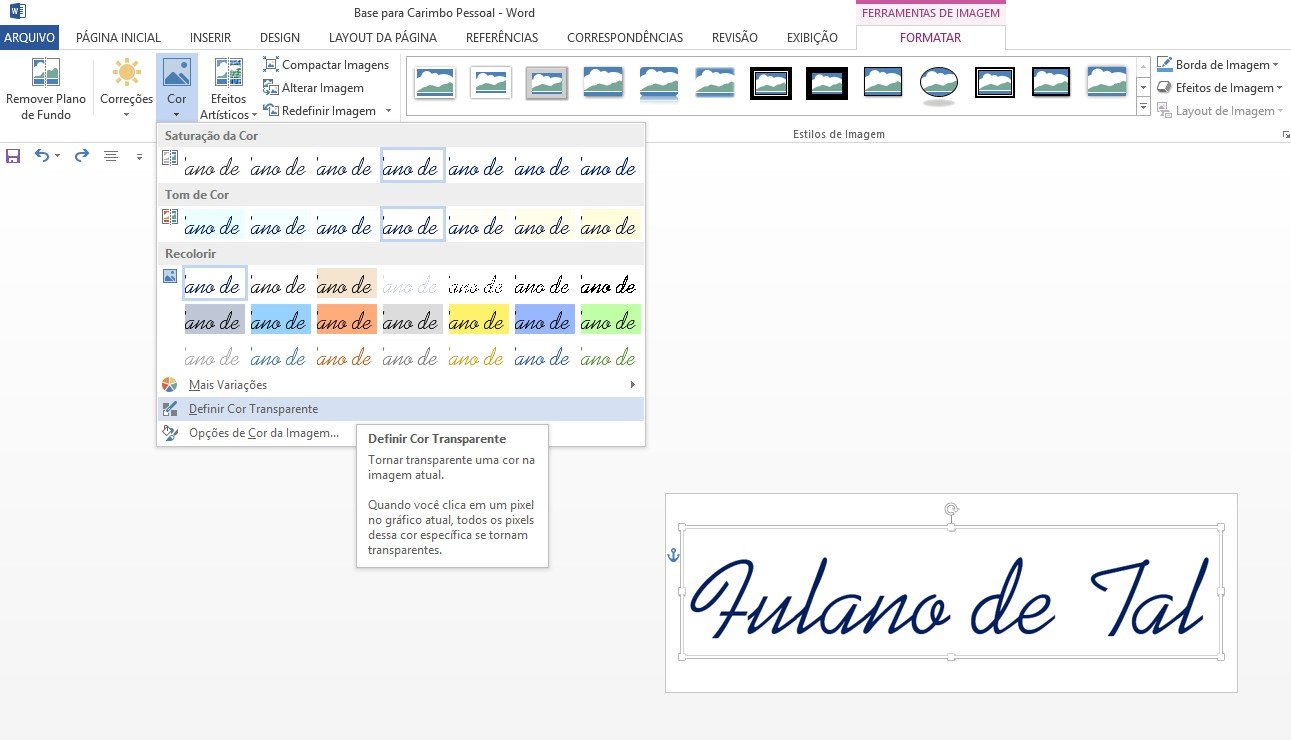 Base para Carimbo Pessoal - Word
FERRAMENTAS DE IMAGEM
ARQUIVO PÁGINA INICIAL INSERIR DESIGN LAYOUT DA PÁGINA REFERÊNCIAS CORRESPONDÊNCIAS REVISÃO EXIBIÇÃO FORMATAR
Remover Plano de Fundo
Correções
Cor
Efeitos Artísticos
Compactar Imagens
Alterar Imagem
Redefinir Imagem
Borda de Imagem
Efeitos de Imagem
Layout de Imagem
Estilos de Imagem
Saturação da Cor
ano de ano de ano de ano de ano de ano de ano de
Tom de Cor
ano de ano de ano de ano de ano de ano de ano de
Recolorir
ano de ano de ano de ano de ano de ano de ano de
ano de ano de ano de ano de ano de ano de ano de
ano de ano de ano de ano de ano de ano de ano de
Mais Variações
Definir Cor Transparente
Opções de Cor da Imagem...
Definir Cor Transparente
Tornar transparente uma cor na
imagem atual.
Quando você clica em um pixel
no gráfico atual, todos os pixels
dessa cor específica se tornam
transparentes.
Fulano de Tal